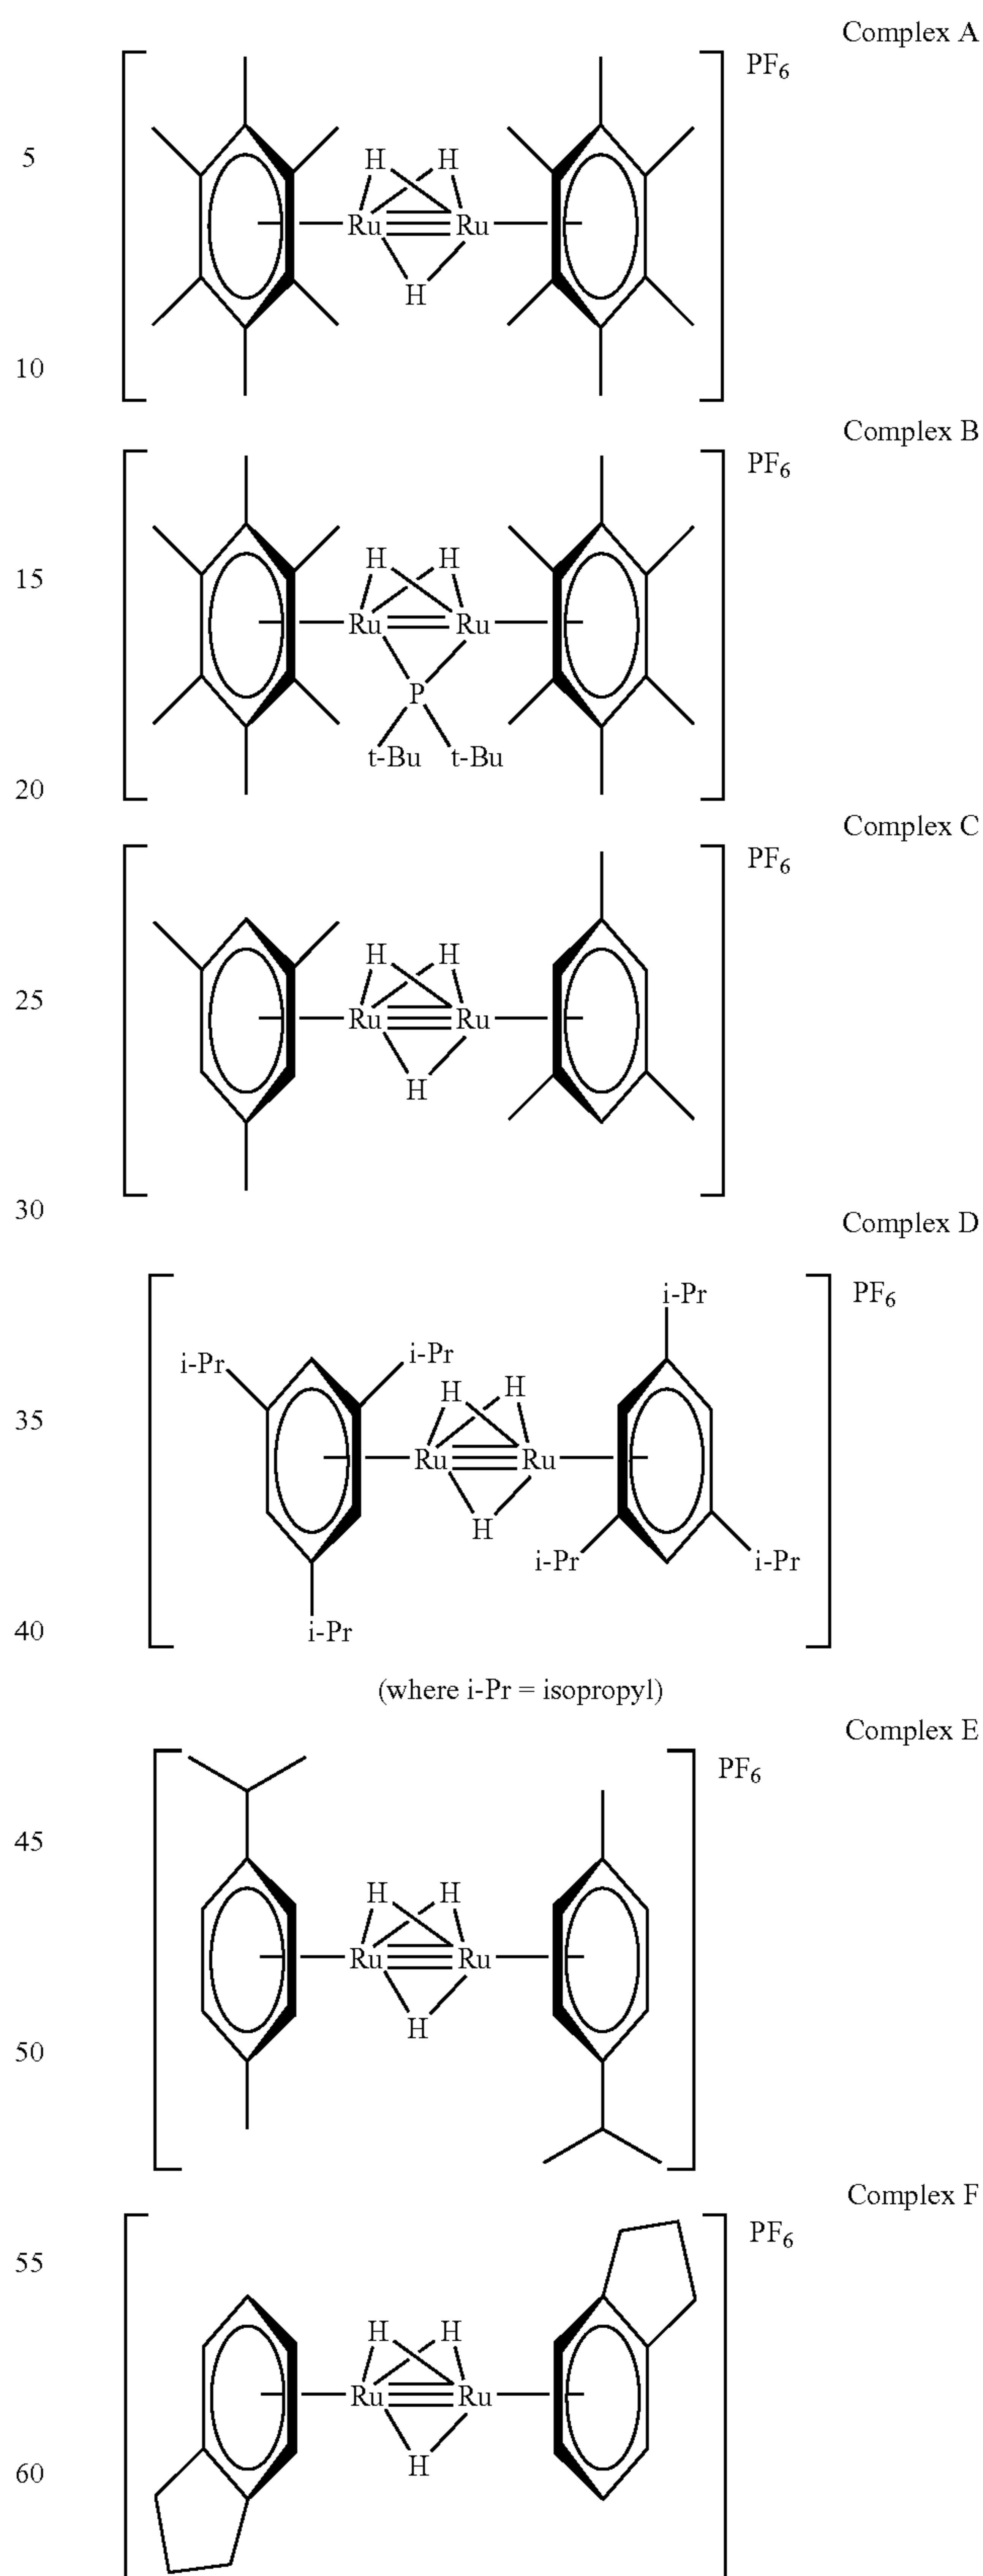 Complex A
PF6
5
H H
Ru Ru
H
10
Complex B
PF6
15
H H
Ru Ru
P
t-Bu t-Bu
20
Complex C
PF6
25
H H
Ru Ru
H
30
Complex D
i-Pr
PF6
i-Pr i-Pr
H H
35
Ru Ru
H
i-Pr i-Pr
40
i-Pr
(where i-Pr = isopropyl)
Complex E
PF6
45
H H
Ru Ru
H
50
Complex F
PF6
55
H H
Ru Ru
H
60